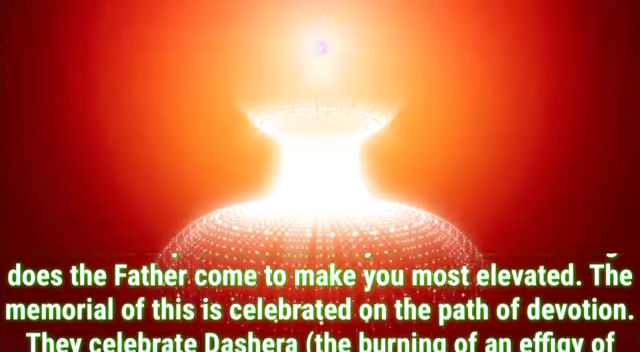 does the Father come to make you most elevated. The
memorial of this is celebrated on the path of devotion.
They celebrate Dashera (the burning of an effigy of